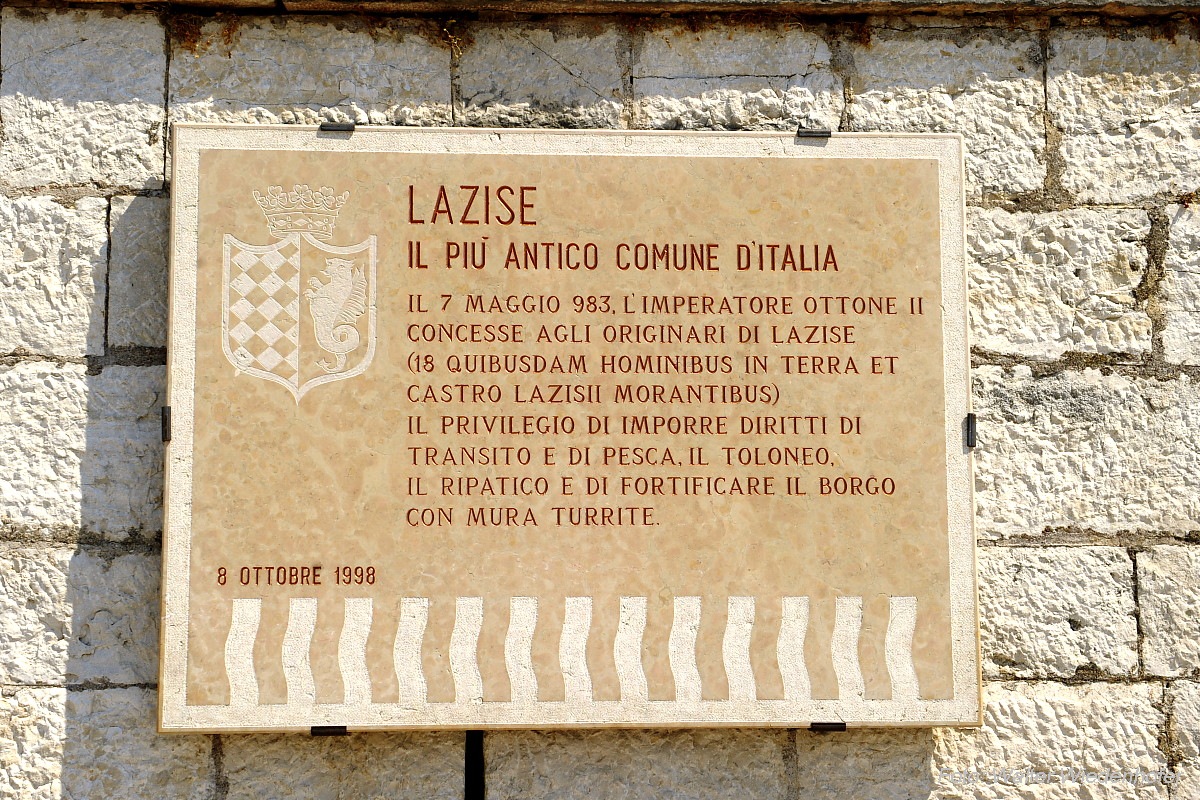 LAZISE
IL PIÙ ANTICO COMUNE D'ITALIA
IL 7 MAGGIO 983, L'IMPERATORE OTTONE II
CONCESSE AGLI ORIGINARI DI LAZISE
(18 QUIBUSDAM HOMINIBUS IN TERRA ET
CASTRO LAZISII MORANTIBUS)
IL PRIVILEGIO DI IMPORRE DIRITTI DI
TRANSITO E DI PESCA, IL TOLONEO,
IL RIPATICO E DI FORTIFICARE IL BORGO
CON MURA TURRITE.
8 OTTOBRE 1998